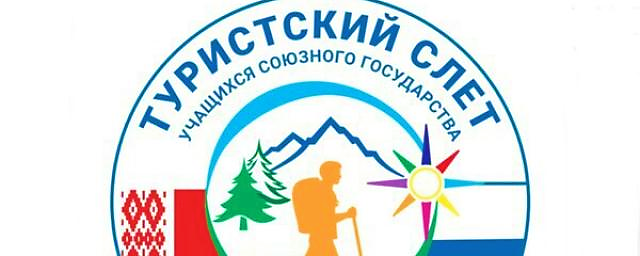 ТУРИСТСКИЙ СЛЕТ
УЧАЩИХСЯ СОЮЗНОГО ГОСУДАРСТВА